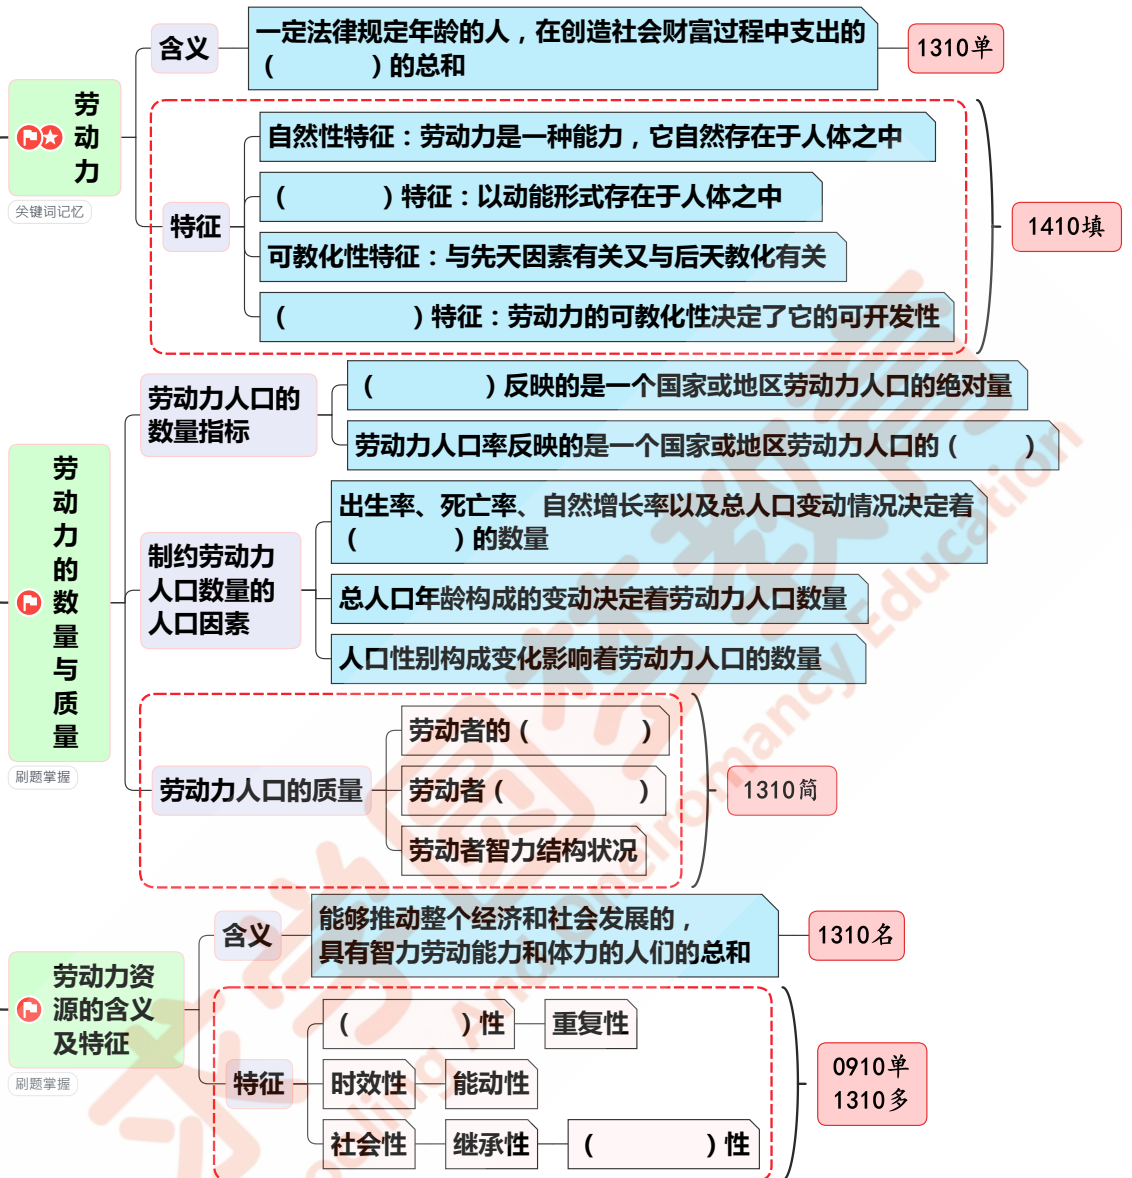 劳
动
力
关键词记忆
含义
一定法律规定年龄的人，在创造社会财富过程中支出的
（　　　　）的总和
1310单
特征
自然性特征：劳动力是一种能力，它自然存在于人体之中
（　　　　）特征：以动能形式存在于人体之中
可教化性特征：与先天因素有关又与后天教化有关
（　　　　　）特征：劳动力的可教化性决定了它的可开发性
1410填
劳
动
力
的
数
量
与
质
量
刷题掌握
劳动力人口的
数量指标
（　　　　）反映的是一个国家或地区劳动力人口的绝对量
劳动力人口率反映的是一个国家或地区劳动力人口的（　　）
制约劳动力
人口数量的
人口因素
出生率、死亡率、自然增长率以及总人口变动情况决定着
（　　　　）的数量
总人口年龄构成的变动决定着劳动力人口数量
人口性别构成变化影响着劳动力人口的数量
劳动力人口的质量
劳动者的（　　　　）
劳动者（　　　　　）
劳动者智力结构状况
1310简
劳动力资
源的含义
及特征
刷题掌握
含义
能够推动整个经济和社会发展的，
具有智力劳动能力和体力的人们的总和
1310名
特征
（　　　　）性 重复性
时效性 能动性
社会性 继承性 （　　　　）性
0910单
1310多
求学圆梦教育
ooling And Oneiromancy Education